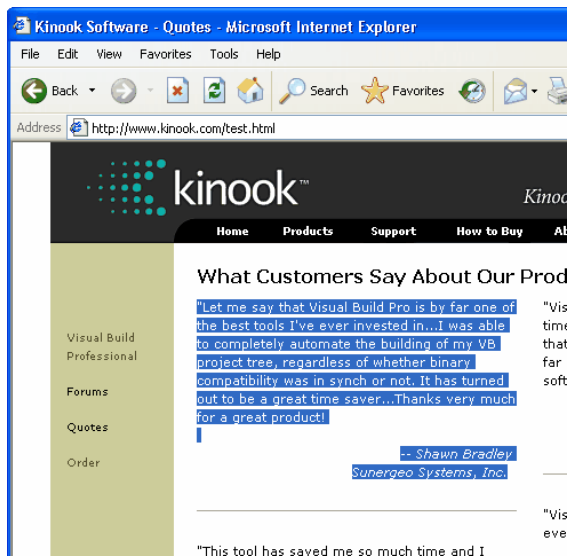 Kinook Software - Quotes - Microsoft Internet Explorer
File Edit View Favorites Tools Help
Back Search Favorites
Address http://www.kinook.com/test.html
kinook™
Home Products Support How to Buy
What Customers Say About Our
"Let me say that Visual Build Pro is by far one of
the best tools I've ever invested in...I was able
to completely automate the building of my VB
project tree, regardless of whether binary
compatibility was in synch or not. It has turned
out to be a great time saver...Thanks very much
for a great product!
-- Shawn Bradley
Sunergeo Systems, Inc.
"This tool has saved me so much time and I
Visual Build
Professional
Forums
Quotes
Order
"Vis
time
that
far
soft
"Vis
eve